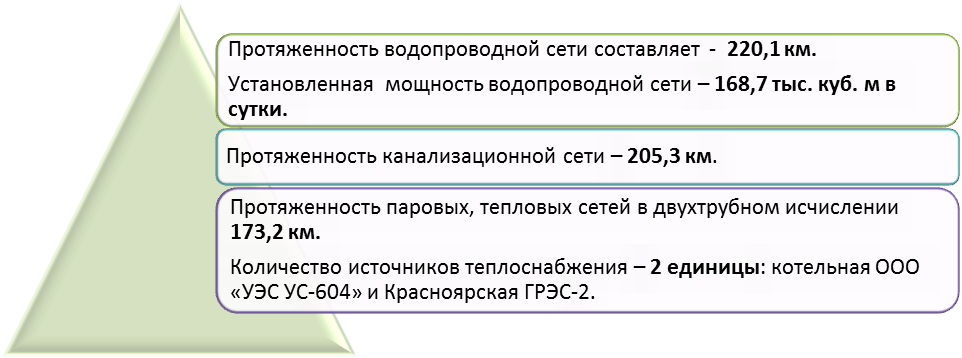 Протяженность водопроводной сети составляет - 220,1 км.
Установленная мощность водопроводной сети – 168,7 тыс. куб. м в
сутки.
Протяженность канализационной сети – 205,3 км.
Протяженность паровых, тепловых сетей в двухтрубном исчислении
173,2 км.
Количество источников теплоснабжения – 2 единицы: котельная ООО
«УЭС УС-604» и Красноярская ГРЭС-2.